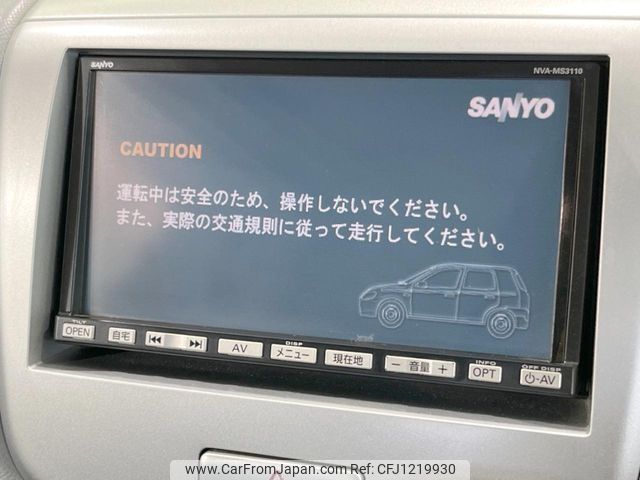 SANYO
NVA-MS3110
SANYO
CAUTION
運転中は安全のため、操作しないでください。
また、実際の交通規則に従って走行してください。
OPEN
自宅
AV
DISP
メニュー
現在地
− 音量 +
INFO
OPT
OFF DISP
⏻-AV
www.CarFromJapan.com Ref. No: CFJ1219930